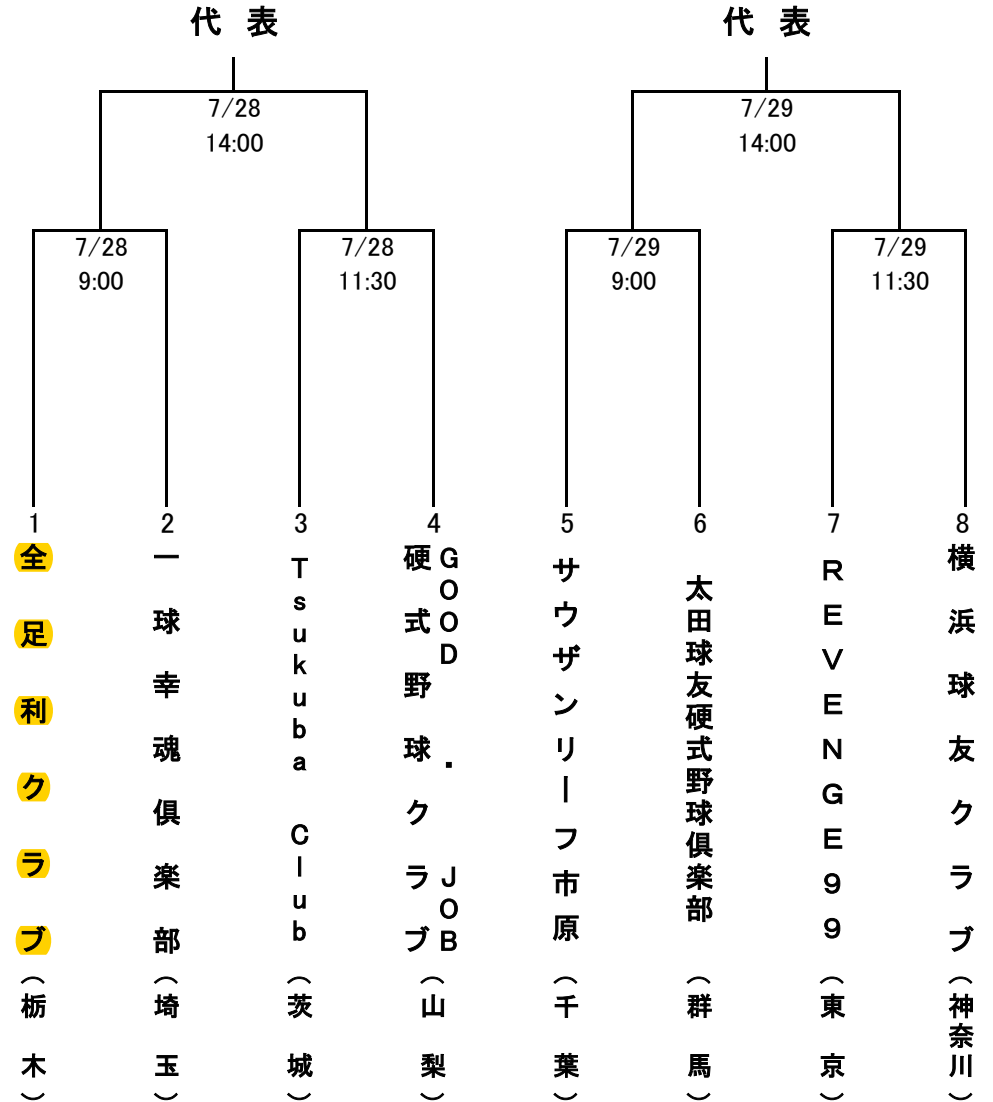 代 表
代 表
7/28
14:00
7/29
14:00
7/28
9:00
7/28
11:30
7/29
9:00
7/29
11:30
1
2
3
4
5
6
7
8
全足利クラブ（栃木）
一球幸魂倶楽部（埼玉）
Tsukuba Club（茨城）
GOOD・JOB
硬式野球クラブ（山梨）
サウザンリーフ市原（千葉）
太田球友硬式野球倶楽部（群馬）
REVENGE99（東京）
横浜球友クラブ（神奈川）